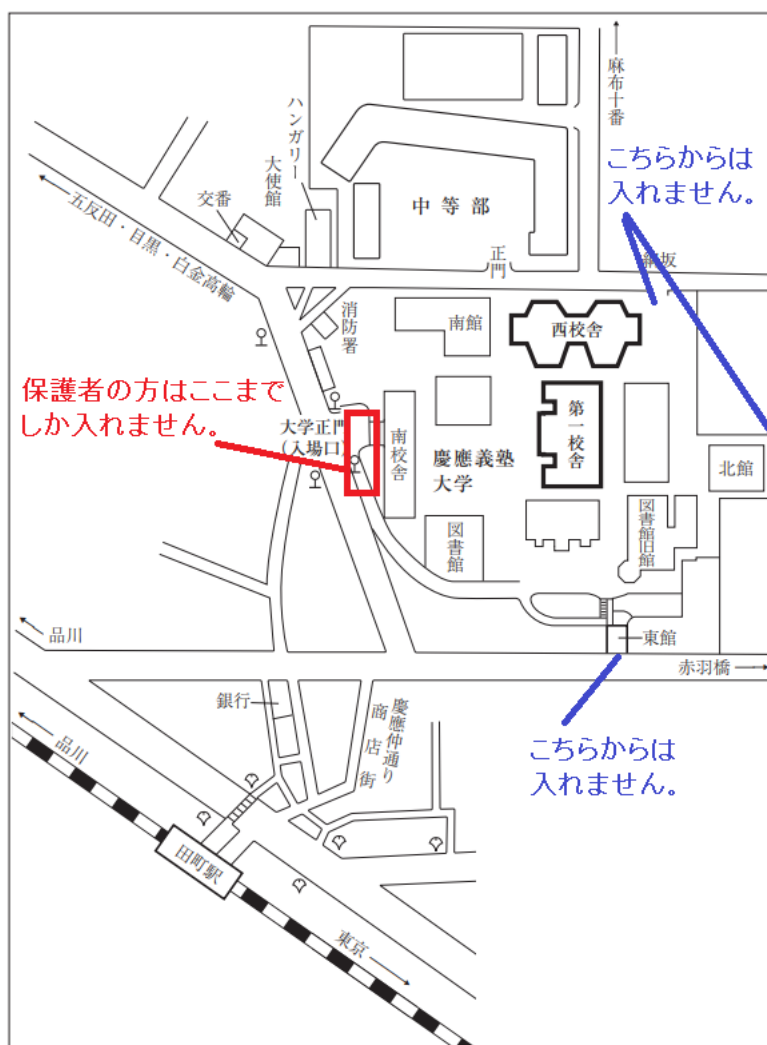 麻布十番
こちらからは
入れません。
ハンガリー
大使館
交番
五反田・目黒・白金高輪
中等部
正門
綱坂
消防署
南館
西校舎
保護者の方はここまで
しか入れません。
大学正門
(入場口)
南校舎
慶應義塾
大学
第一校舎
北館
図書館
図書館旧館
品川
東館
赤羽橋
銀行
慶應仲通り
商店街
品川
こちらからは
入れません。
田町駅
東京